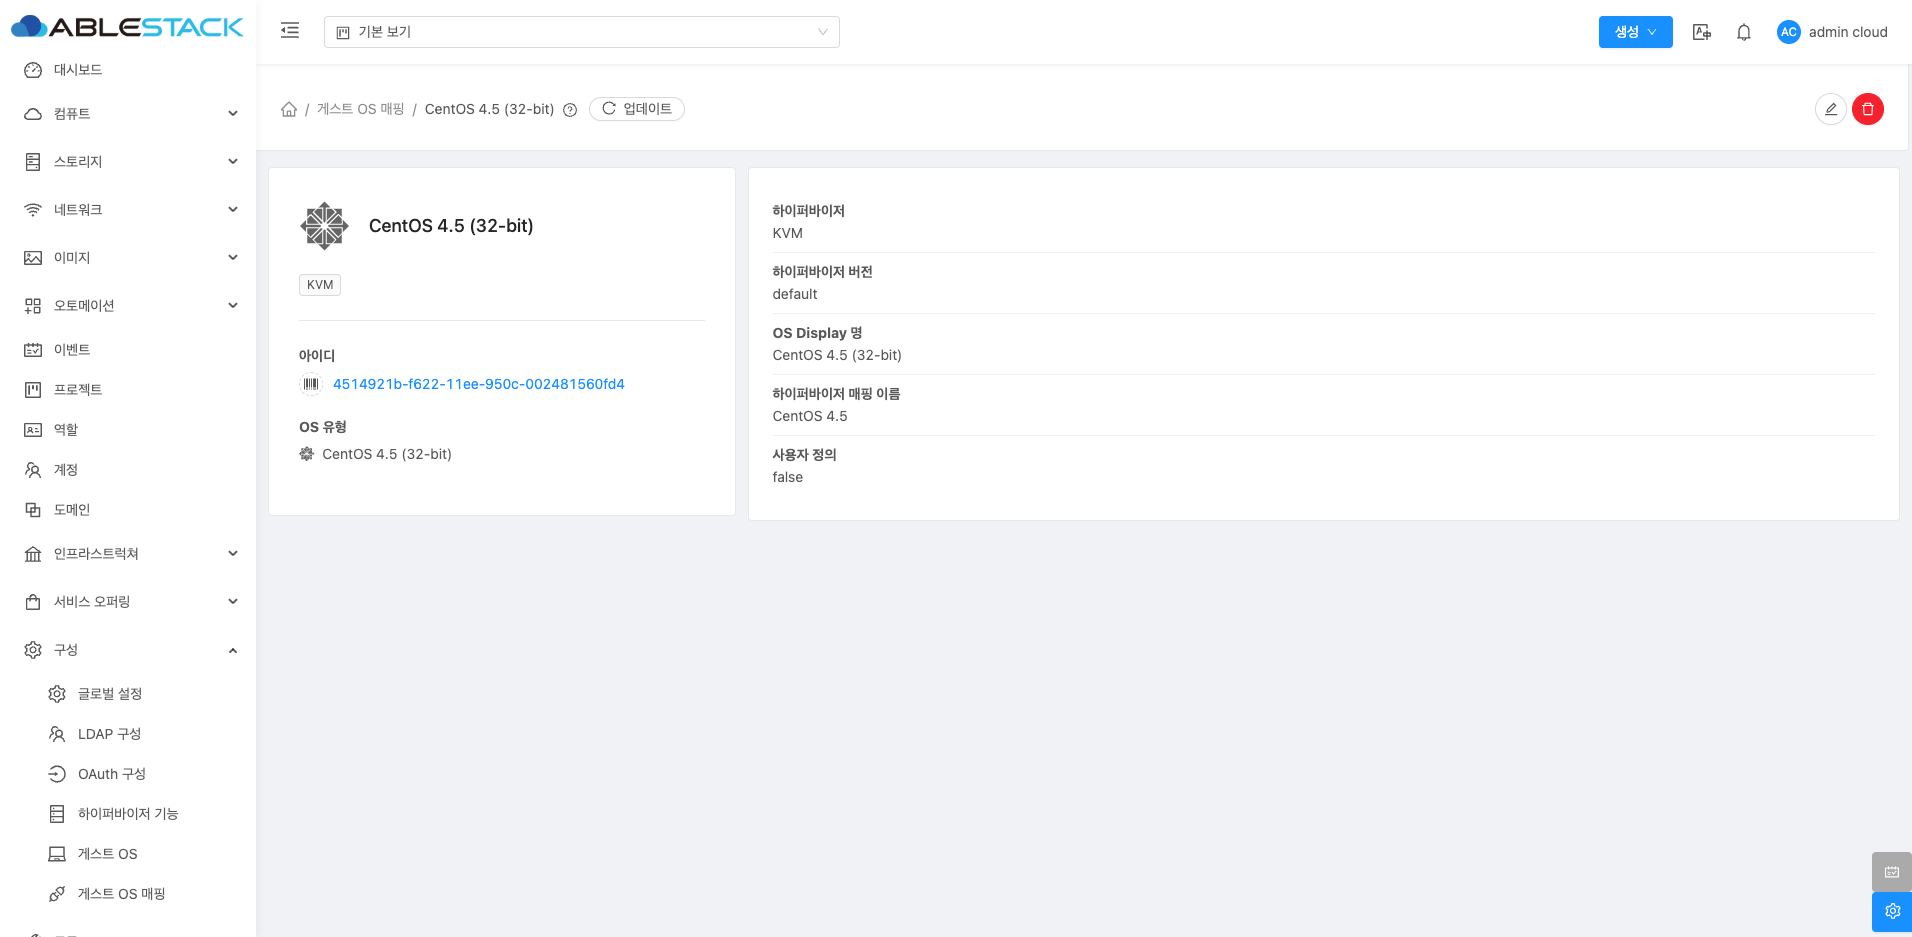 ABLESTACK
기본 보기
생성
AC
admin cloud
대시보드
컴퓨트
스토리지
네트워크
이미지
오토메이션
이벤트
프로젝트
역할
계정
도메인
인프라스트럭쳐
서비스 오퍼링
구성
글로벌 설정
LDAP 구성
OAuth 구성
하이퍼바이저 기능
게스트 OS
게스트 OS 매핑
/ 게스트 OS 매핑 / CentOS 4.5 (32-bit)
업데이트
CentOS 4.5 (32-bit)
KVM
아이디
4514921b-f622-11ee-950c-002481560fd4
OS 유형
CentOS 4.5 (32-bit)
하이퍼바이저
KVM
하이퍼바이저 버전
default
OS Display 명
CentOS 4.5 (32-bit)
하이퍼바이저 매핑 이름
CentOS 4.5
사용자 정의
false